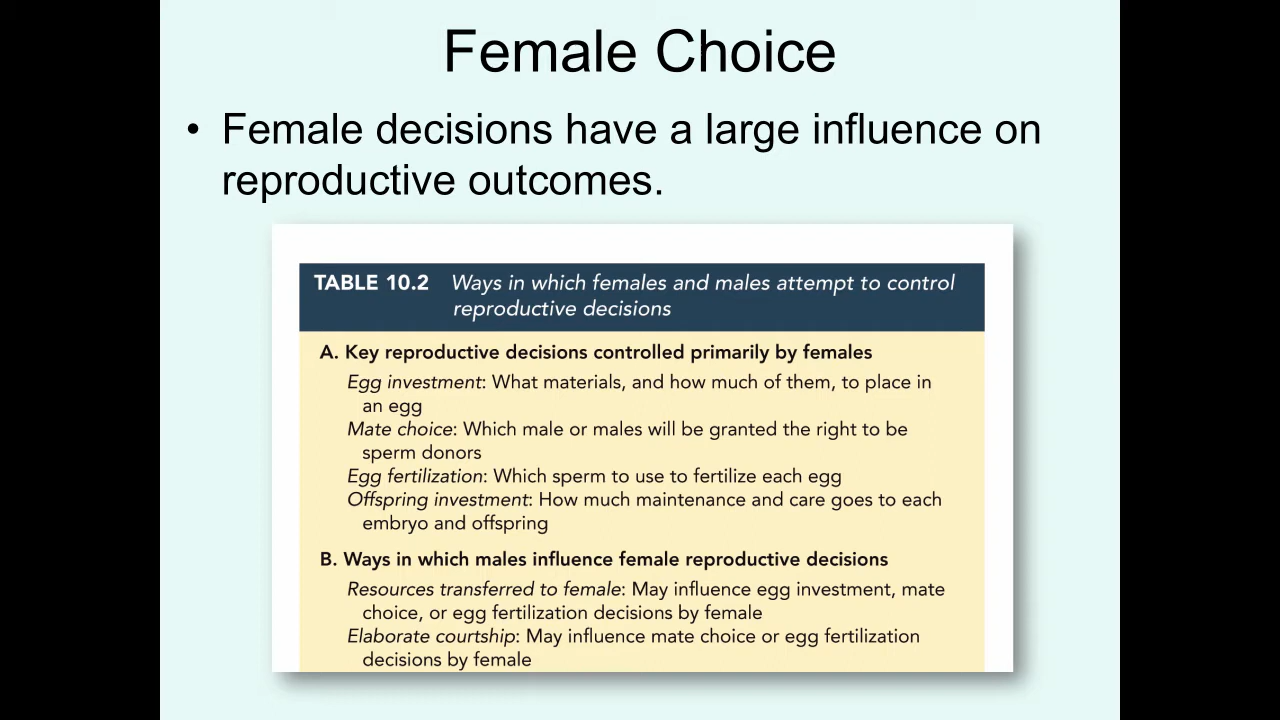 Female Choice
• Female decisions have a large influence on
reproductive outcomes.
TABLE 10.2 Ways in which females and males attempt to control
reproductive decisions
A. Key reproductive decisions controlled primarily by females
Egg investment: What materials, and how much of them, to place in
an egg
Mate choice: Which male or males will be granted the right to be
sperm donors
Egg fertilization: Which sperm to use to fertilize each egg
Offspring investment: How much maintenance and care goes to each
embryo and offspring
B. Ways in which males influence female reproductive decisions
Resources transferred to female: May influence egg investment, mate
choice, or egg fertilization decisions by female
Elaborate courtship: May influence mate choice or egg fertilization
decisions by female